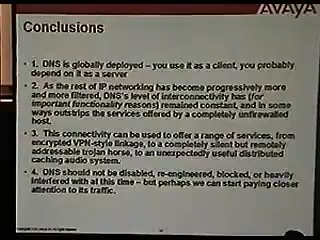 AVAYA
Conclusions
• 1. DNS is globally deployed – you use it as a client, you probably
depend on it as a server
• 2. As the rest of IP networking has become progressively more
and more filtered, DNS's level of interconnectivity has (for
important functionality reasons) remained constant, and in some
ways outstrips the services offered by a completely unfirewalled
host.
• 3. This connectivity can be used to offer a range of services, from
encrypted VPN-style linkage, to a completely silent but remotely
addressable trojan horse, to an unexpectedly useful distributed
caching audio system.
• 4. DNS should not be disabled, re-engineered, blocked, or heavily
interfered with at this time – but perhaps we can start paying closer
attention to its traffic.